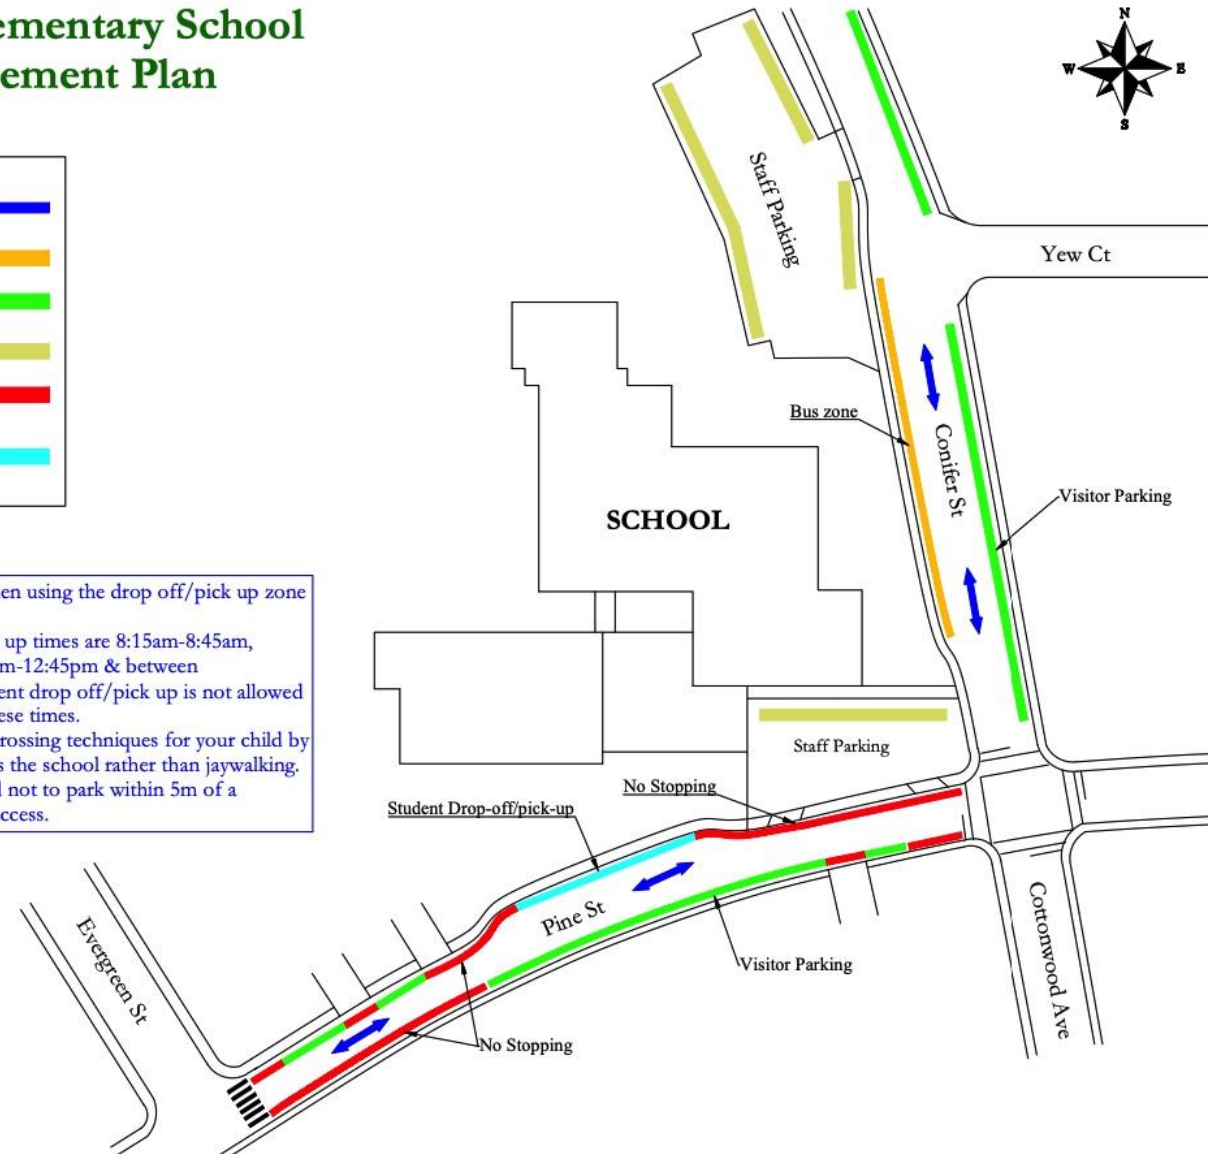 ementary School
ement Plan
N
W
E
S
Staff Parking
Yew Ct
Bus zone
Conifer St
Visitor Parking
SCHOOL
en using the drop off/pick up zone
up times are 8:15am-8:45am,
m-12:45pm & between
ent drop off/pick up is not allowed
ese times.
rossing techniques for your child by
s the school rather than jaywalking.
l not to park within 5m of a
ccess.
Staff Parking
No Stopping
Student Drop-off/pick-up
Pine St
Visitor Parking
Evergreen St
Cottonwood Ave
No Stopping